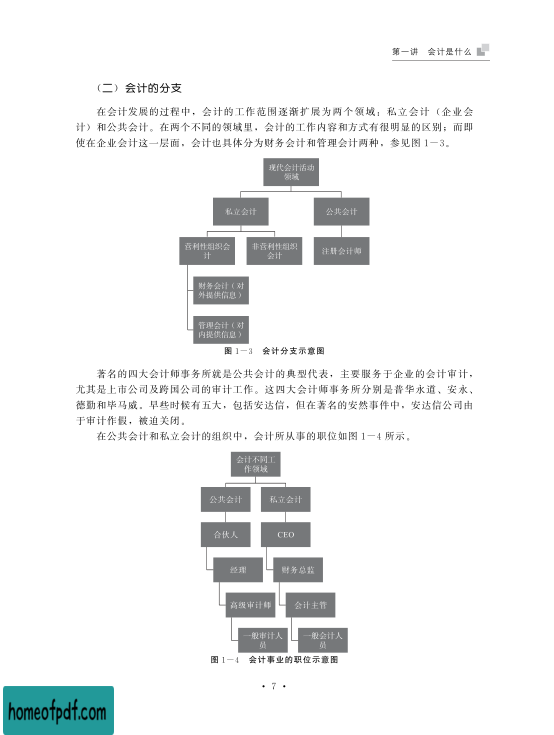 第一讲 会计是什么
（二）会计的分支
在会计发展的过程中，会计的工作范围逐渐扩展为两个领域：私立会计（企业会
计）和公共会计。在两个不同的领域里，会计的工作内容和方式有很明显的区别；而即
使在企业会计这一层面，会计也具体分为财务会计和管理会计两种，参见图 1－3。
现代会计活动
领域
私立会计
公共会计
营利性组织会
计
非营利性组织
会计
注册会计师
财务会计（对
外提供信息）
管理会计（对
内提供信息）
图 1－3 会计分支示意图
著名的四大会计师事务所就是公共会计的典型代表，主要服务于企业的会计审计，
尤其是上市公司及跨国公司的审计工作。这四大会计师事务所分别是普华永道、安永、
德勤和毕马威。早些时候有五大，包括安达信，但在著名的安然事件中，安达信公司由
于审计作假，被迫关闭。
在公共会计和私立会计的组织中，会计所从事的职位如图 1－4 所示。
会计不同工
作领域
公共会计
私立会计
合伙人
CEO
经理
财务总监
高级审计师
会计主管
一般审计人
员
一般会计人
员
图 1－4 会计事业的职位示意图
• 7 •
homeofpdf.com